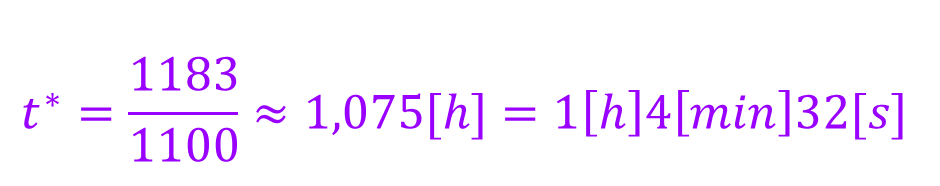 t* = 1183/1100 ≈ 1,075[h] = 1[h]4[min]32[s]